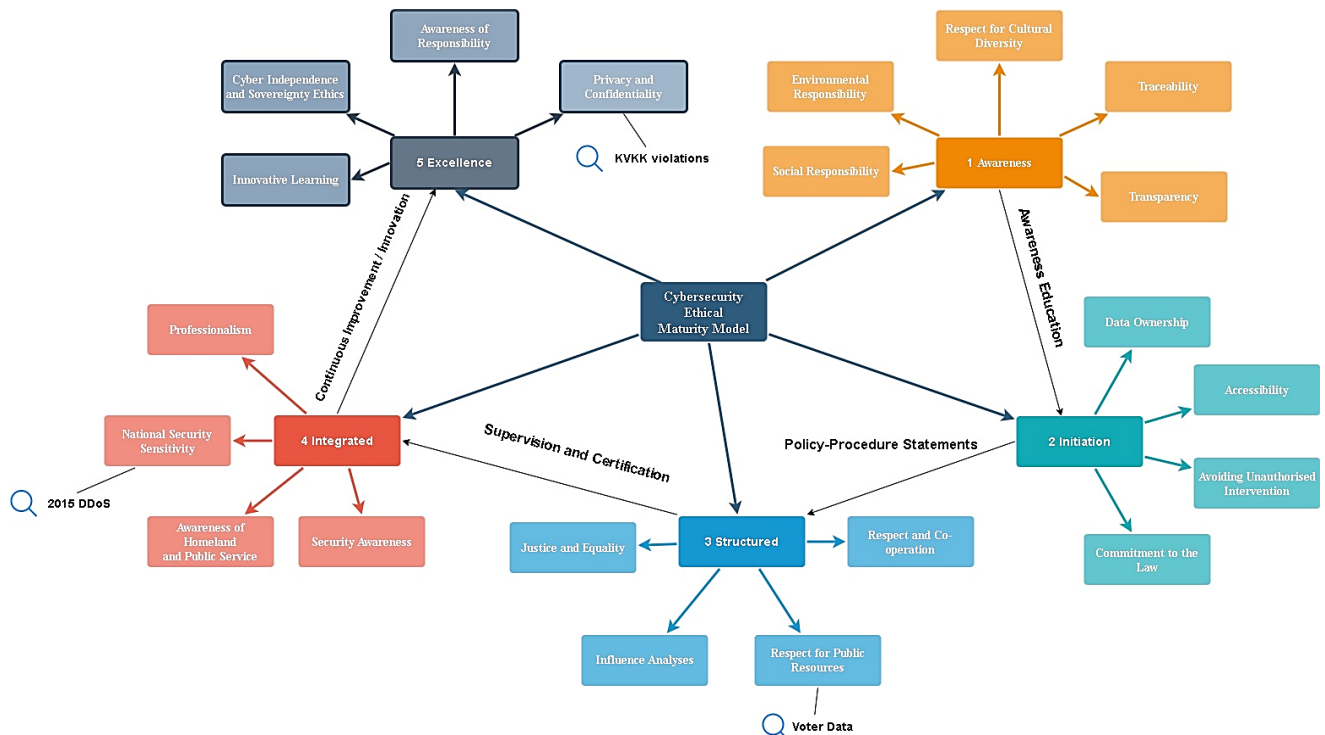 Awareness of
Responsibility
Cyber Independence
and Sovereignty Ethics
Privacy and
Confidentiality
5 Excellence
Innovative Learning
KVKK violations
Respect for Cultural
Diversity
Environmental
Responsibility
Traceability
1 Awareness
Social Responsibility
Transparency
Continuous Improvement / Innovation
Awareness Education
Cybersecurity
Ethical
Maturity Model
Professionalism
4 Integrated
National Security
Sensitivity
2015 DDoS
Awareness of
Homeland
and Public Service
Security Awareness
Supervision and Certification
Policy-Procedure Statements
Data Ownership
Accessibility
2 Initiation
Avoiding Unauthorised
Intervention
Commitment to the
Law
3 Structured
Justice and Equality
Respect and Co-
operation
Influence Analyses
Respect for Public
Resources
Voter Data